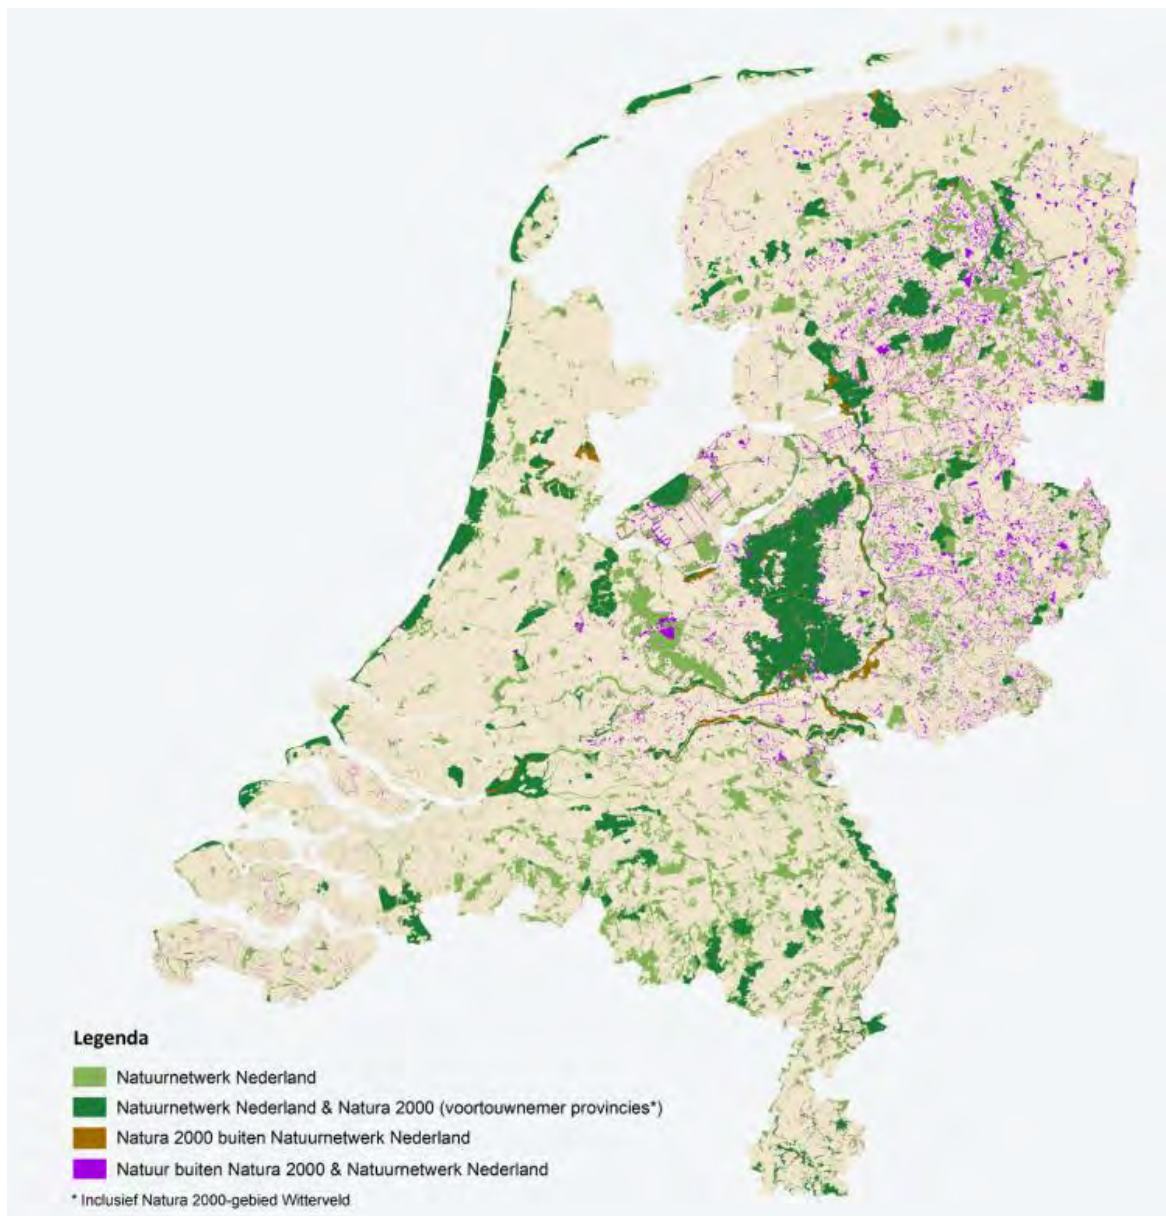 Legenda
Natuurnetwerk Nederland
Natuurnetwerk Nederland & Natura 2000 (voortouwnemer provincies*)
Natura 2000 buiten Natuurnetwerk Nederland
Natuur buiten Natura 2000 & Natuurnetwerk Nederland
* Inclusief Natura 2000-gebied Witterveld